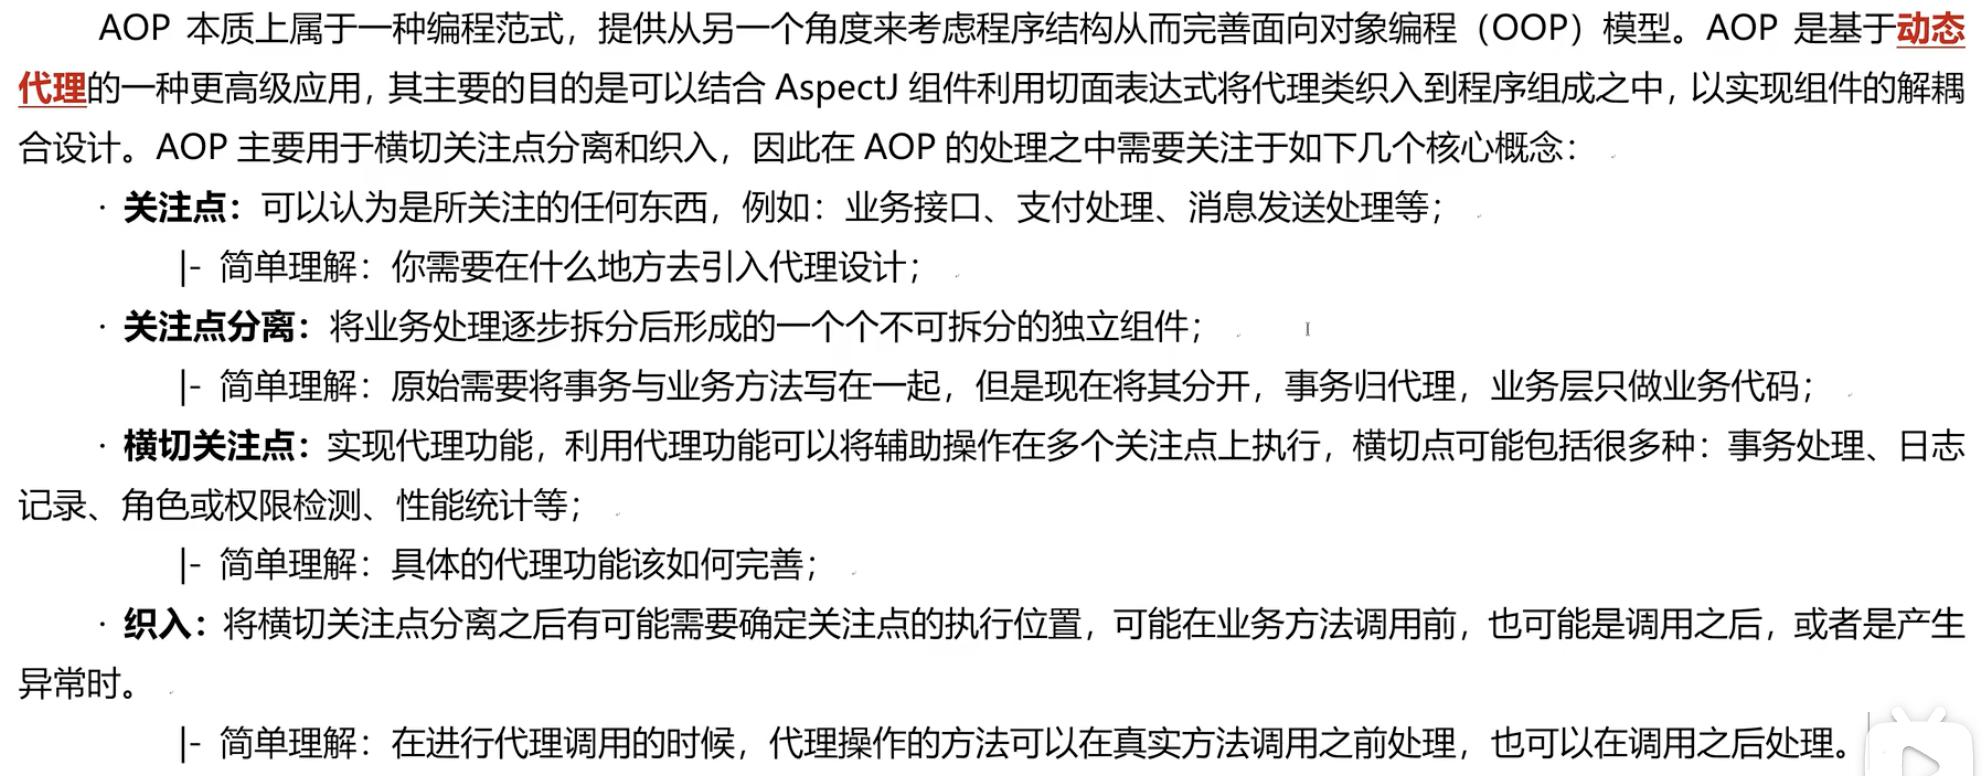 AOP 本质上属于一种编程范式，提供从另一个角度来考虑程序结构从而完善面向对象编程（OOP）模型。AOP 是基于动态
代理的一种更高级应用，其主要的目的是可以结合 AspectJ 组件利用切面表达式将代理类织入到程序组成之中，以实现组件的解耦
合设计。AOP 主要用于横切关注点分离和织入，因此在 AOP 的处理之中需要关注于如下几个核心概念：
· 关注点：可以认为是所关注的任何东西，例如：业务接口、支付处理、消息发送处理等；
|- 简单理解：你需要在什么地方去引入代理设计；
· 关注点分离：将业务处理逐步拆分后形成的一个个不可拆分的独立组件；
|- 简单理解：原始需要将事务与业务方法写在一起，但是现在将其分开，事务归代理，业务层只做业务代码；
· 横切关注点：实现代理功能，利用代理功能可以将辅助操作在多个关注点上执行，横切点可能包括很多种：事务处理、日志
记录、角色或权限检测、性能统计等；
|- 简单理解：具体的代理功能该如何完善；
· 织入：将横切关注点分离之后有可能需要确定关注点的执行位置，可能在业务方法调用前，也可能是调用之后，或者是产生
异常时。
|- 简单理解：在进行代理调用的时候，代理操作的方法可以在真实方法调用之前处理，也可以在调用之后处理。